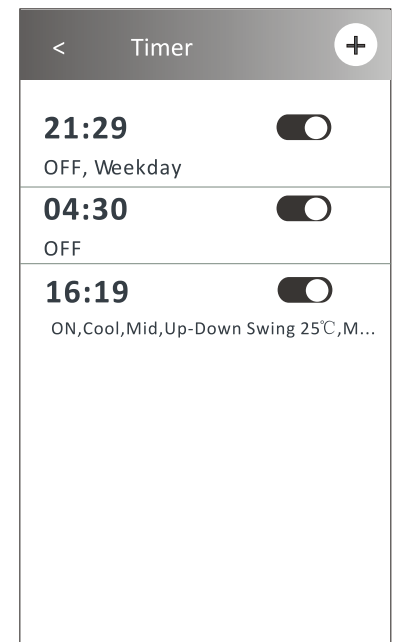 < Timer +
21:29
OFF, Weekday
04:30
OFF
16:19
ON,Cool,Mid,Up-Down Swing 25℃,M...